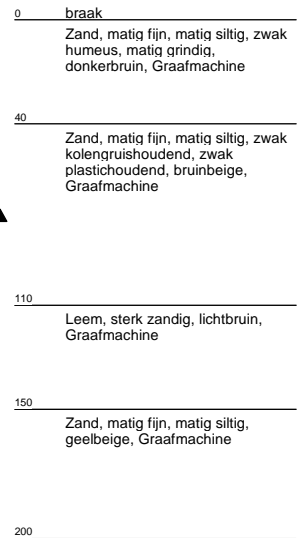 0 braak
Zand, matig fijn, matig siltig, zwak
humeus, matig grindig,
donkerbruin, Graafmachine
40
Zand, matig fijn, matig siltig, zwak
kolengruishoudend, zwak
plastichoudend, bruinbeige,
Graafmachine
110
Leem, sterk zandig, lichtbruin,
Graafmachine
150
Zand, matig fijn, matig siltig,
geelbeige, Graafmachine
200